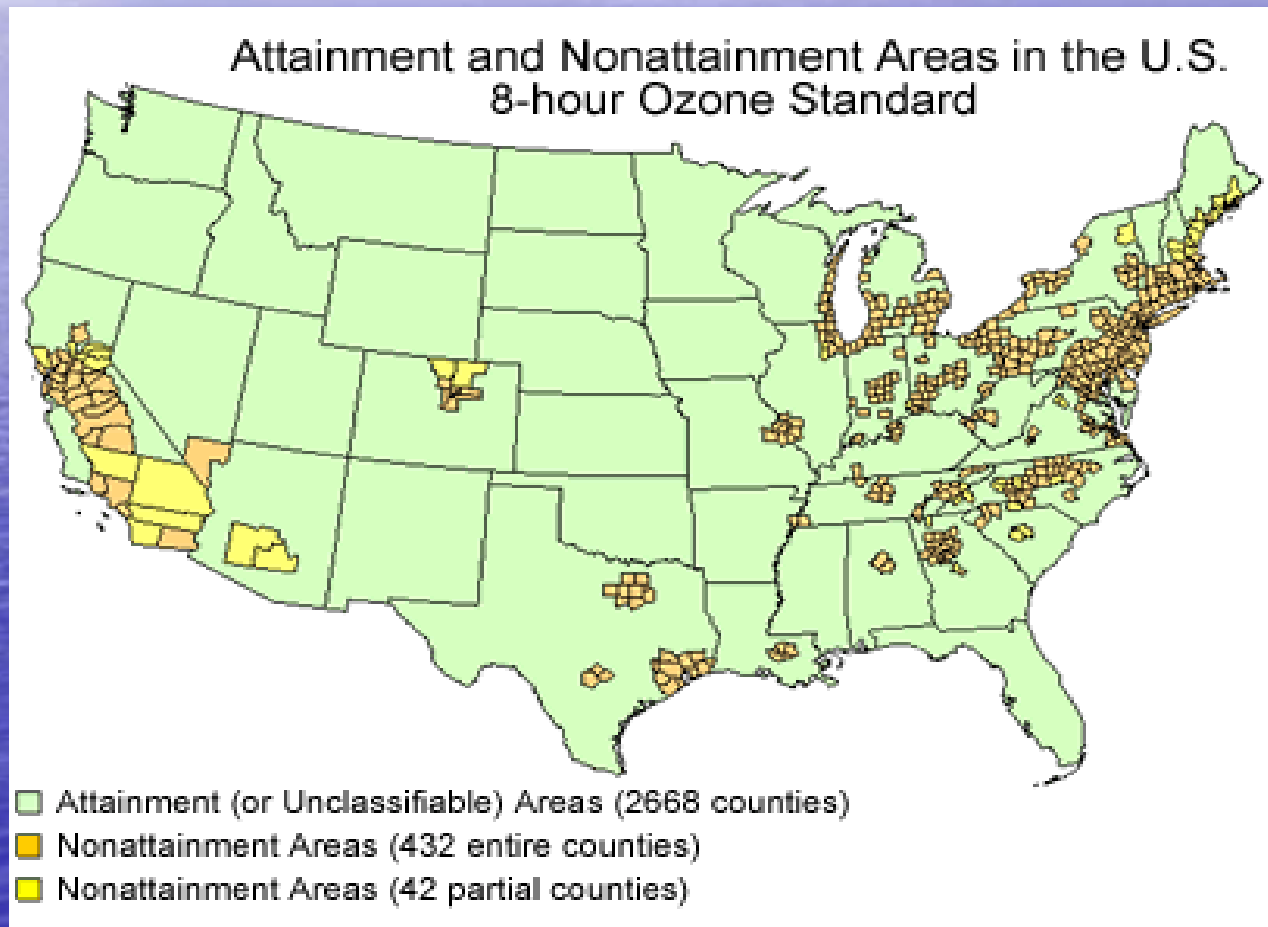 Attainment and Nonattainment Areas in the U.S.
8-hour Ozone Standard
Attainment (or Unclassifiable) Areas (2668 counties)
Nonattainment Areas (432 entire counties)
Nonattainment Areas (42 partial counties)